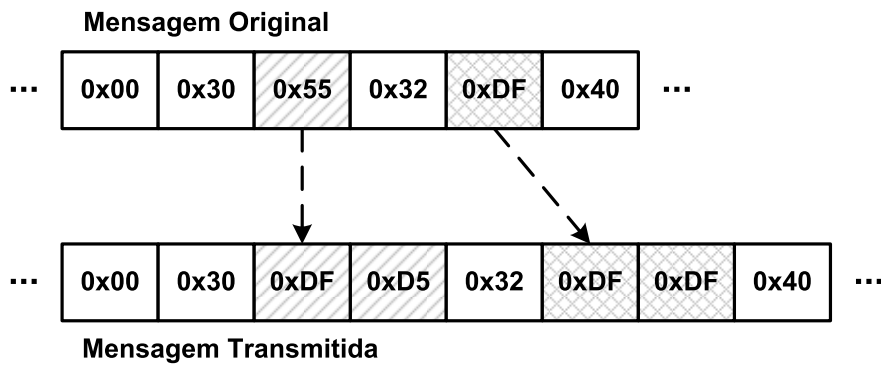 Mensagem Original
... 0x00 0x30 0x55 0x32 0xDF 0x40 ...
... 0x00 0x30 0xDF 0xD5 0x32 0xDF 0xDF 0x40 ...
Mensagem Transmitida